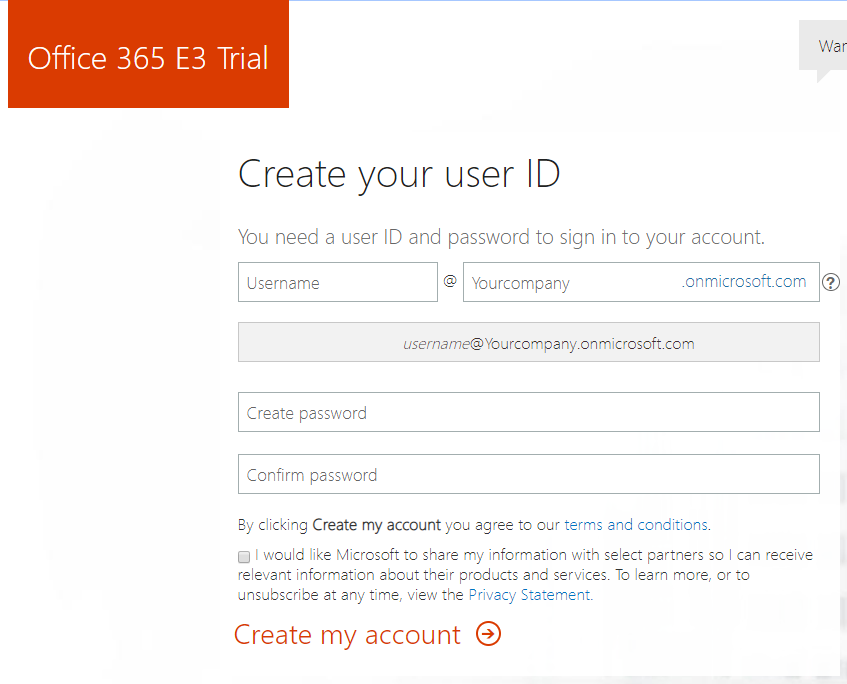 Office 365 E3 Trial
Create your user ID
You need a user ID and password to sign in to your account.
Username @ Yourcompany .onmicrosoft.com ?
username@Yourcompany.onmicrosoft.com
Create password
Confirm password
By clicking Create my account you agree to our terms and conditions.
I would like Microsoft to share my information with select partners so I can receive
relevant information about their products and services. To learn more, or to
unsubscribe at any time, view the Privacy Statement.
Create my account